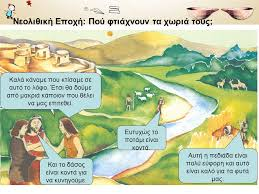 Νεολιθική Εποχή: Πού φτιάχνουν τα χωριά τους;
Καλά κάναμε που κτίσαμε σε
αυτό το λόφο. Έτσι θα δούμε
από μακριά κάποιον που θέλει
να μας επιτεθεί.
Ευτυχώς το
ποτάμι είναι
κοντά.
Και το δάσος
είναι κοντά για
να κυνηγούμε.
Αυτή η πεδιάδα είναι
πολύ εύφορη και αυτό
είναι καλό για τα φυτά
μας.